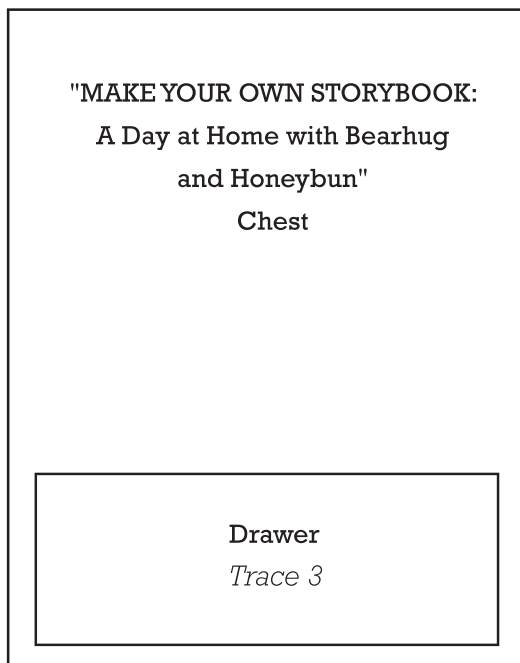 "MAKE YOUR OWN STORYBOOK:
A Day at Home with Bearhug
and Honeybun"
Chest
Drawer
Trace 3